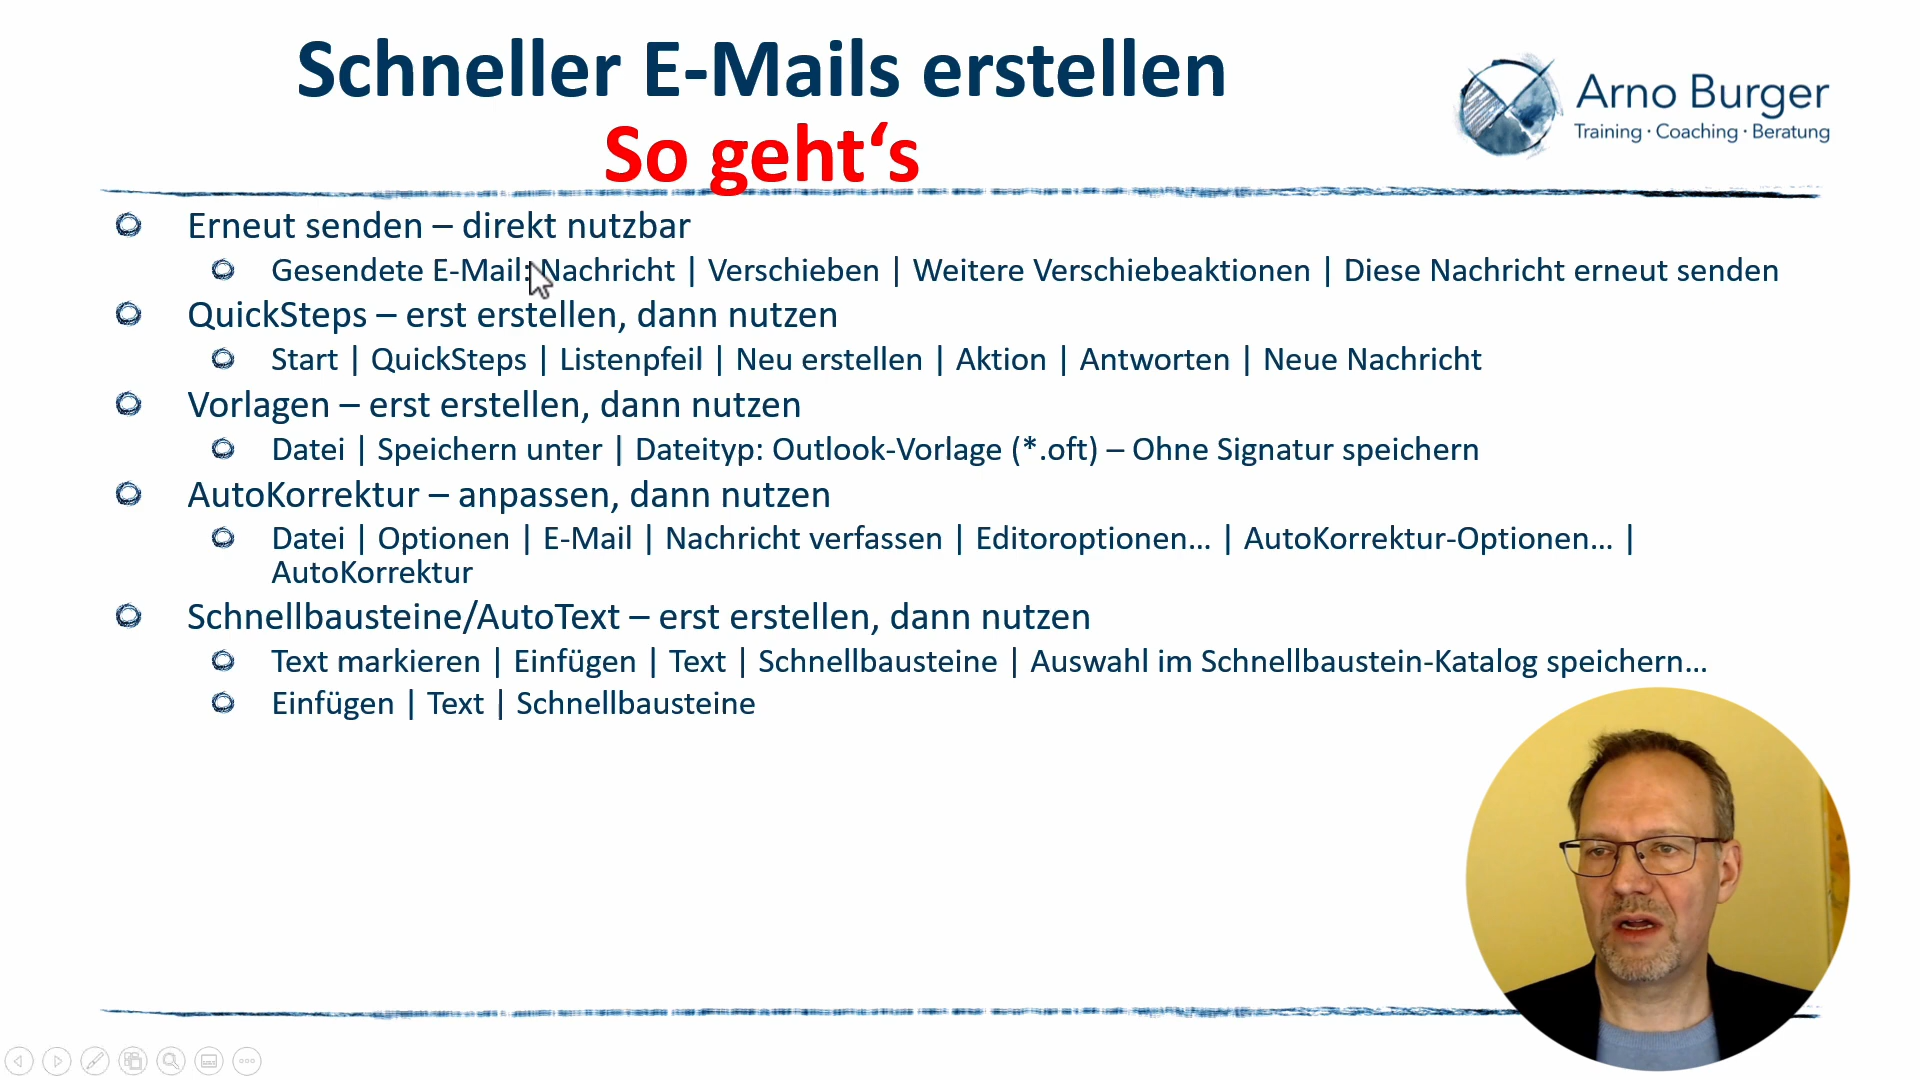 Schneller E-Mails erstellen
So geht‘s
Arno Burger
Training · Coaching · Beratung
Erneut senden – direkt nutzbar
Gesendete E-Mail: Nachricht | Verschieben | Weitere Verschiebeaktionen | Diese Nachricht erneut senden
QuickSteps – erst erstellen, dann nutzen
Start | QuickSteps | Listenpfeil | Neu erstellen | Aktion | Antworten | Neue Nachricht
Vorlagen – erst erstellen, dann nutzen
Datei | Speichern unter | Dateityp: Outlook-Vorlage (*.oft) – Ohne Signatur speichern
AutoKorrektur – anpassen, dann nutzen
Datei | Optionen | E-Mail | Nachricht verfassen | Editoroptionen… | AutoKorrektur-Optionen… |
AutoKorrektur
Schnellbausteine/AutoText – erst erstellen, dann nutzen
Text markieren | Einfügen | Text | Schnellbausteine | Auswahl im Schnellbaustein-Katalog speichern…
Einfügen | Text | Schnellbausteine